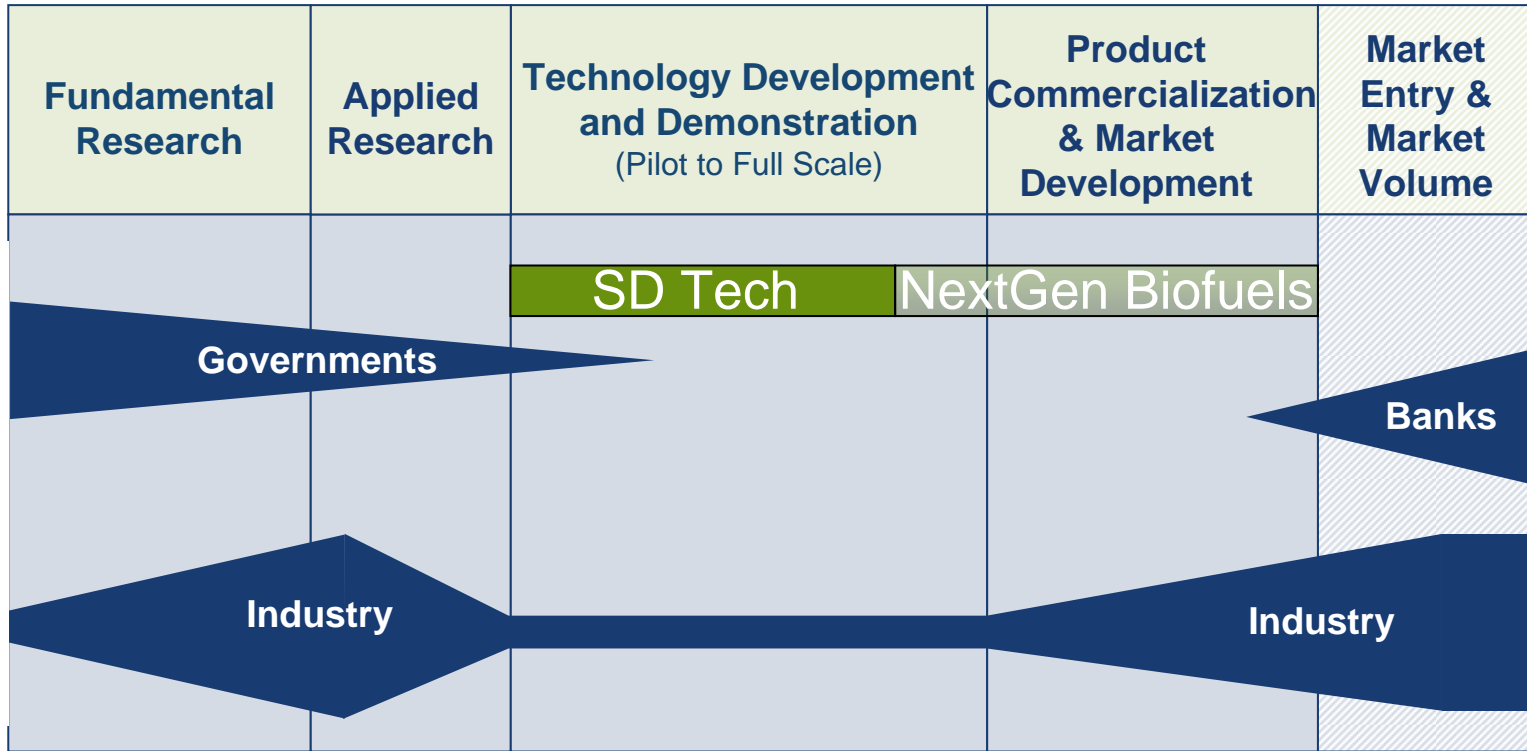 Fundamental
Research
Applied
Research
Technology Development
and Demonstration
(Pilot to Full Scale)
Product
Commercialization
& Market
Development
Market
Entry &
Market
Volume
SD Tech
NextGen Biofuels
Governments
Banks
Industry
Industry